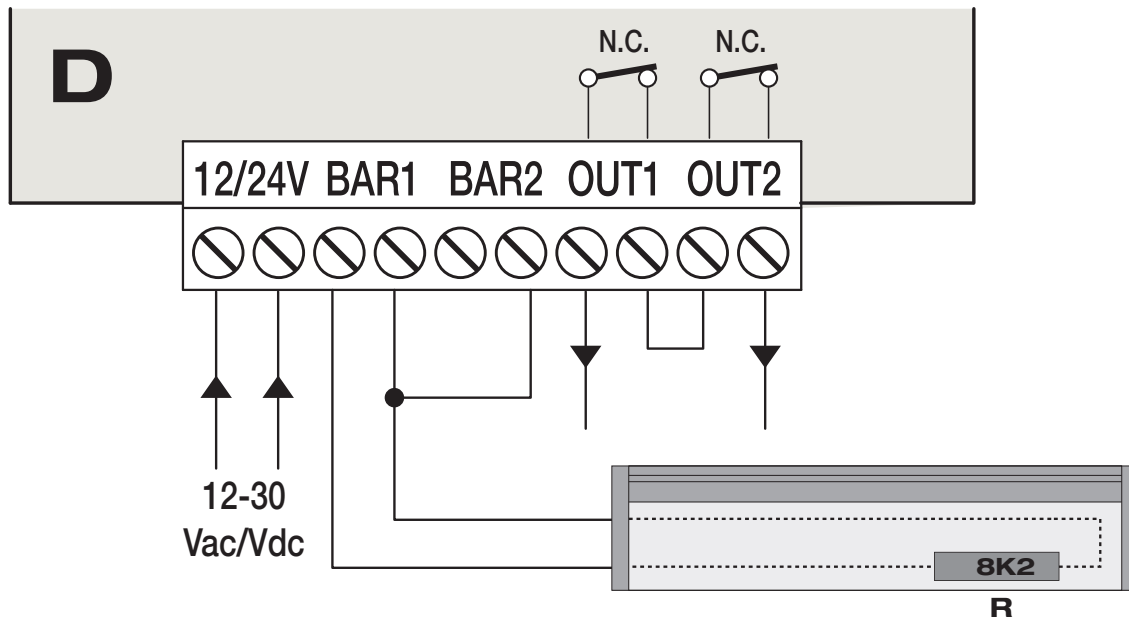 N.C. N.C.
D
12/24V BAR1 BAR2 OUT1 OUT2
12-30
Vac/Vdc
8K2
R